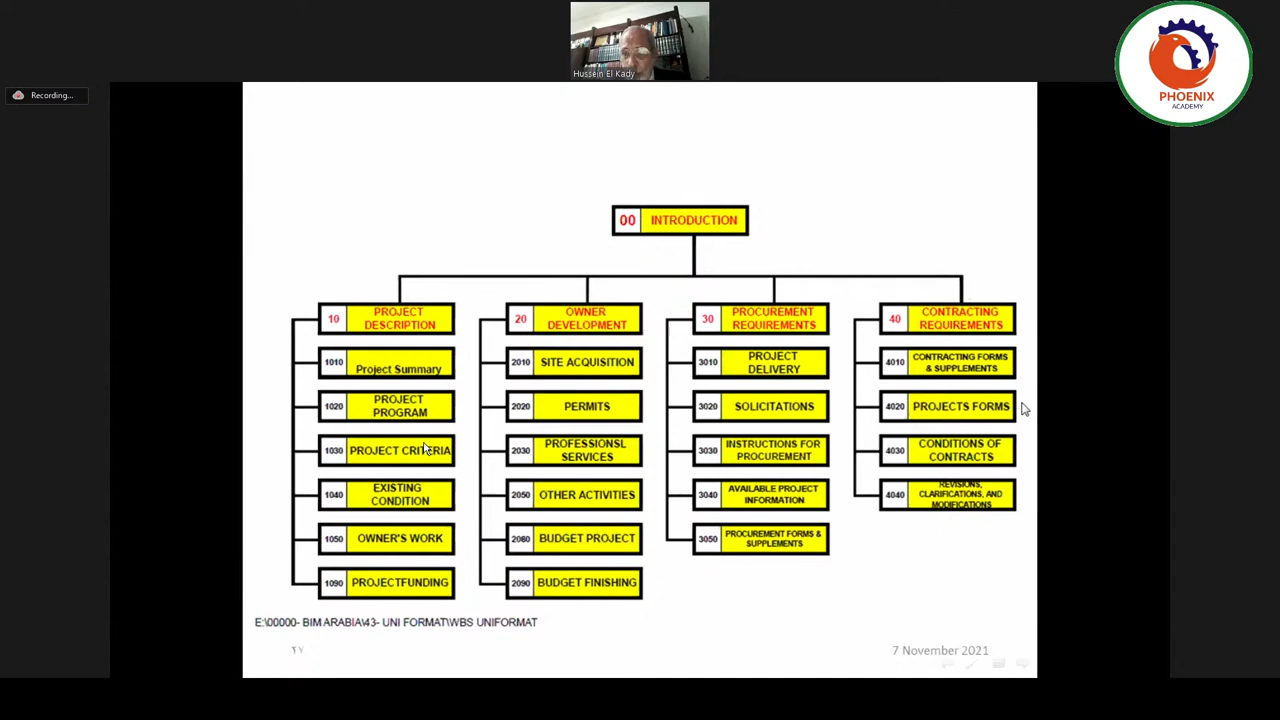 Hussein El Kady
Recording...
PHOENIX
ACADEMY
00 INTRODUCTION
10 PROJECT
DESCRIPTION
1010 Project Summary
1020 PROJECT
PROGRAM
1030 PROJECT CRITERIA
1040 EXISTING
CONDITION
1050 OWNER'S WORK
1090 PROJECTFUNDING
20 OWNER
DEVELOPMENT
2010 SITE ACQUISITION
2020 PERMITS
2030 PROFESSIONSL
SERVICES
2050 OTHER ACTIVITIES
2080 BUDGET PROJECT
2090 BUDGET FINISHING
30 PROCUREMENT
REQUIREMENTS
3010 PROJECT
DELIVERY
3020 SOLICITATIONS
3030 INSTRUCTIONS FOR
PROCUREMENT
3040 AVAILABLE PROJECT
INFORMATION
3050 PROCUREMENT FORMS &
SUPPLEMENTS
40 CONTRACTING
REQUIREMENTS
4010 CONTRACTING FORMS
& SUPPLEMENTS
4020 PROJECTS FORMS
4030 CONDITIONS OF
CONTRACTS
4040 REVISIONS,
CLARIFICATIONS, AND
MODIFICATIONS
E:\00000- BIM ARABIA\43- UNI FORMAT\WBS UNIFORMAT
٢٧
7 November 2021